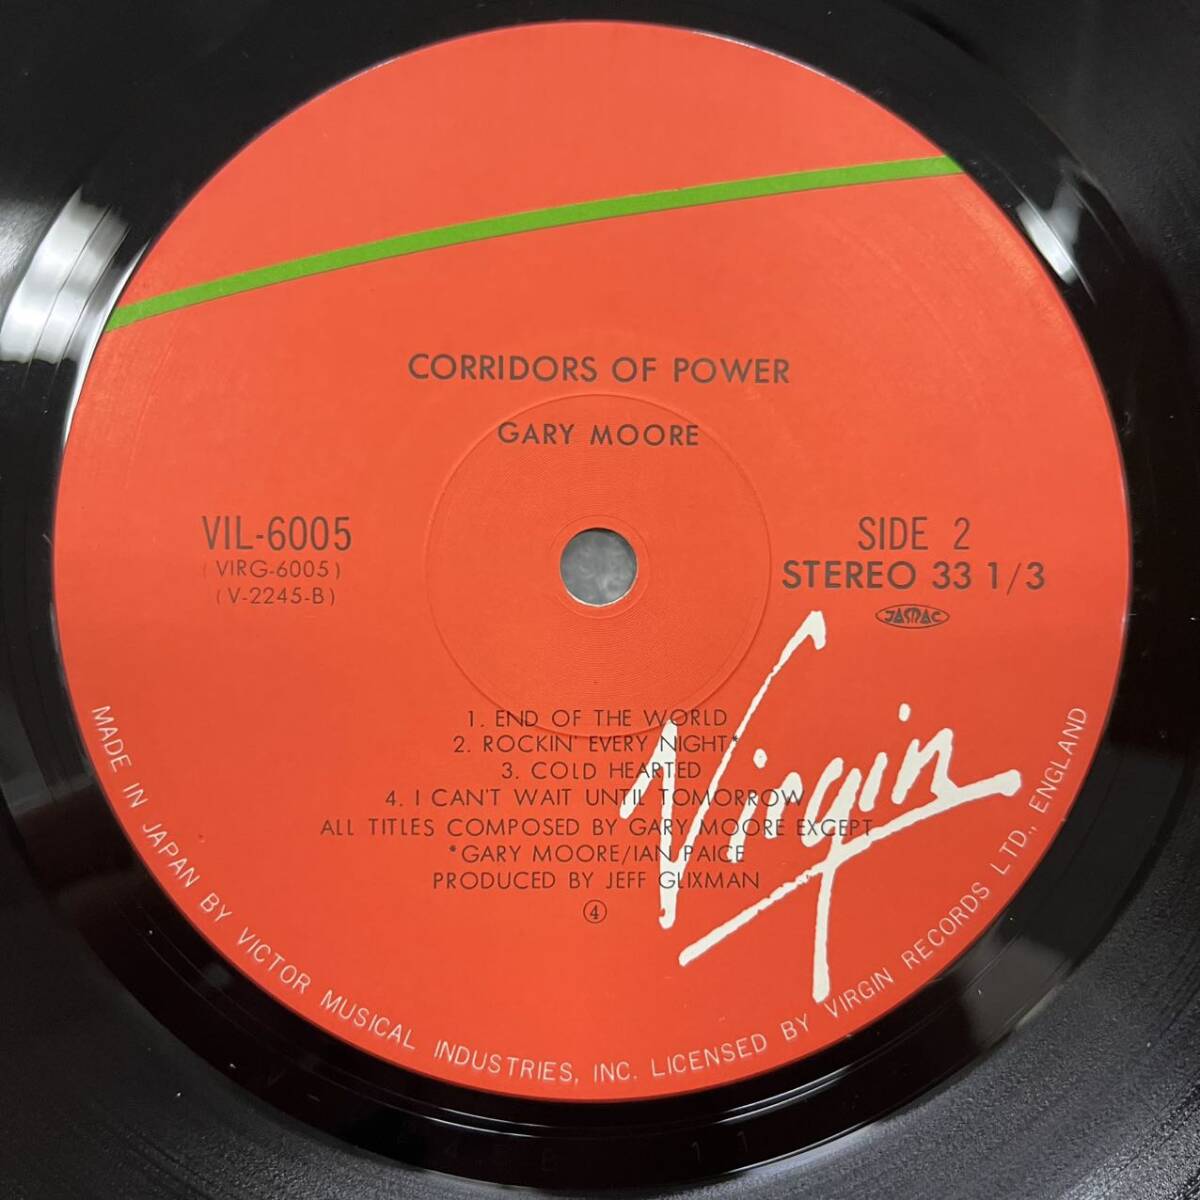 CORRIDORS OF POWER
GARY MOORE
VIL-6005
(VIRG-6005)
(V-2245-B)
SIDE 2
STEREO 33 1/3
JASRAC
1. END OF THE WORLD
2. ROCKIN' EVERY NIGHT*
3. COLD HEARTED
4. I CAN'T WAIT UNTIL TOMORROW
ALL TITLES COMPOSED BY GARY MOORE EXCEPT
*GARY MOORE/IAN PAICE
PRODUCED BY JEFF GLIXMAN
④
Virgin
MADE IN JAPAN BY VICTOR MUSICAL INDUSTRIES, INC. LICENSED BY VIRGIN RECORDS LTD., ENGLAND